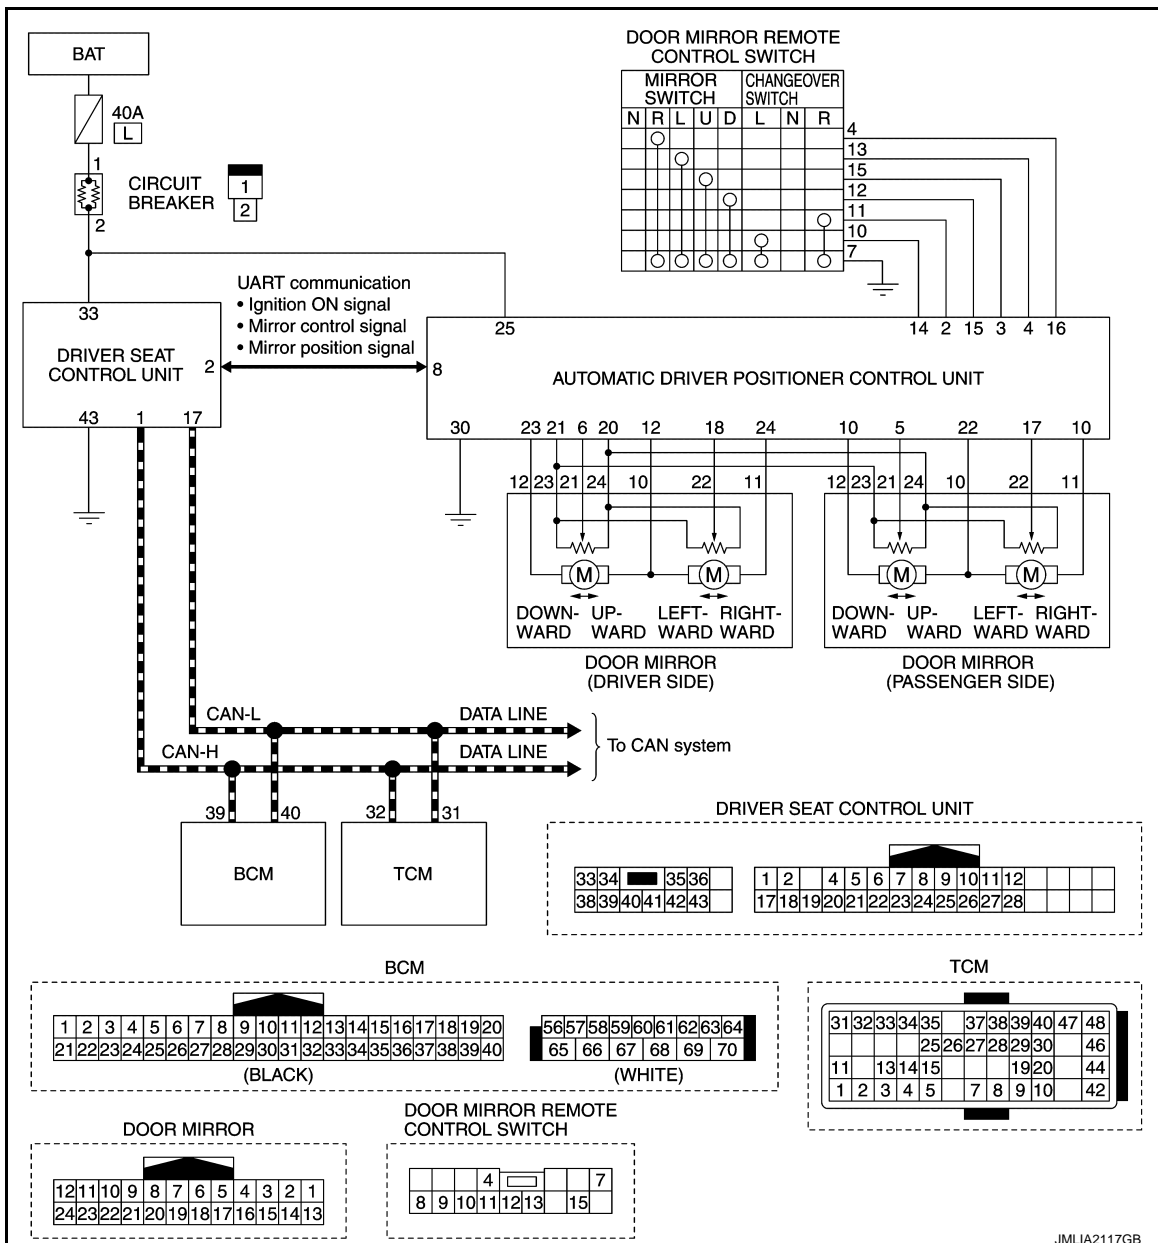 BAT
40A
L
1
2
CIRCUIT
BREAKER
1
2
DOOR MIRROR REMOTE
CONTROL SWITCH
MIRROR
SWITCH
CHANGEOVER
SWITCH
N R L U D L N R
4
13
15
12
11
10
7
UART communication
• Ignition ON signal
• Mirror control signal
• Mirror position signal
33
DRIVER SEAT
CONTROL UNIT
2
43 1 17
25 14 2 15 3 4 16
8
AUTOMATIC DRIVER POSITIONER CONTROL UNIT
30 23 21 6 20 12 18 24 10 5 22 17 10
12 23 21 24 10 22 11
12 23 21 24 10 22 11
M M
M M
DOWN- UP- LEFT- RIGHT-
WARD WARD WARD WARD
DOWN- UP- LEFT- RIGHT-
WARD WARD WARD WARD
DOOR MIRROR
(DRIVER SIDE)
DOOR MIRROR
(PASSENGER SIDE)
CAN-L DATA LINE
CAN-H DATA LINE
To CAN system
39 40 32 31
BCM
TCM
DRIVER SEAT CONTROL UNIT
33 34 35 36
38 39 40 41 42 43
1 2 4 5 6 7 8 9 10 11 12
17 18 19 20 21 22 23 24 25 26 27 28
BCM
1 2 3 4 5 6 7 8 9 10 11 12 13 14 15 16 17 18 19 20
21 22 23 24 25 26 27 28 29 30 31 32 33 34 35 36 37 38 39 40
(BLACK)
56 57 58 59 60 61 62 63 64
65 66 67 68 69 70
(WHITE)
TCM
31 32 33 34 35 37 38 39 40 47 48
25 26 27 28 29 30 46
11 13 14 15 19 20 44
1 2 3 4 5 7 8 9 10 42
DOOR MIRROR
12 11 10 9 8 7 6 5 4 3 2 1
24 23 22 21 20 19 18 17 16 15 14 13
DOOR MIRROR REMOTE
CONTROL SWITCH
4 7
8 9 10 11 12 13 15
JMLIA2117GB